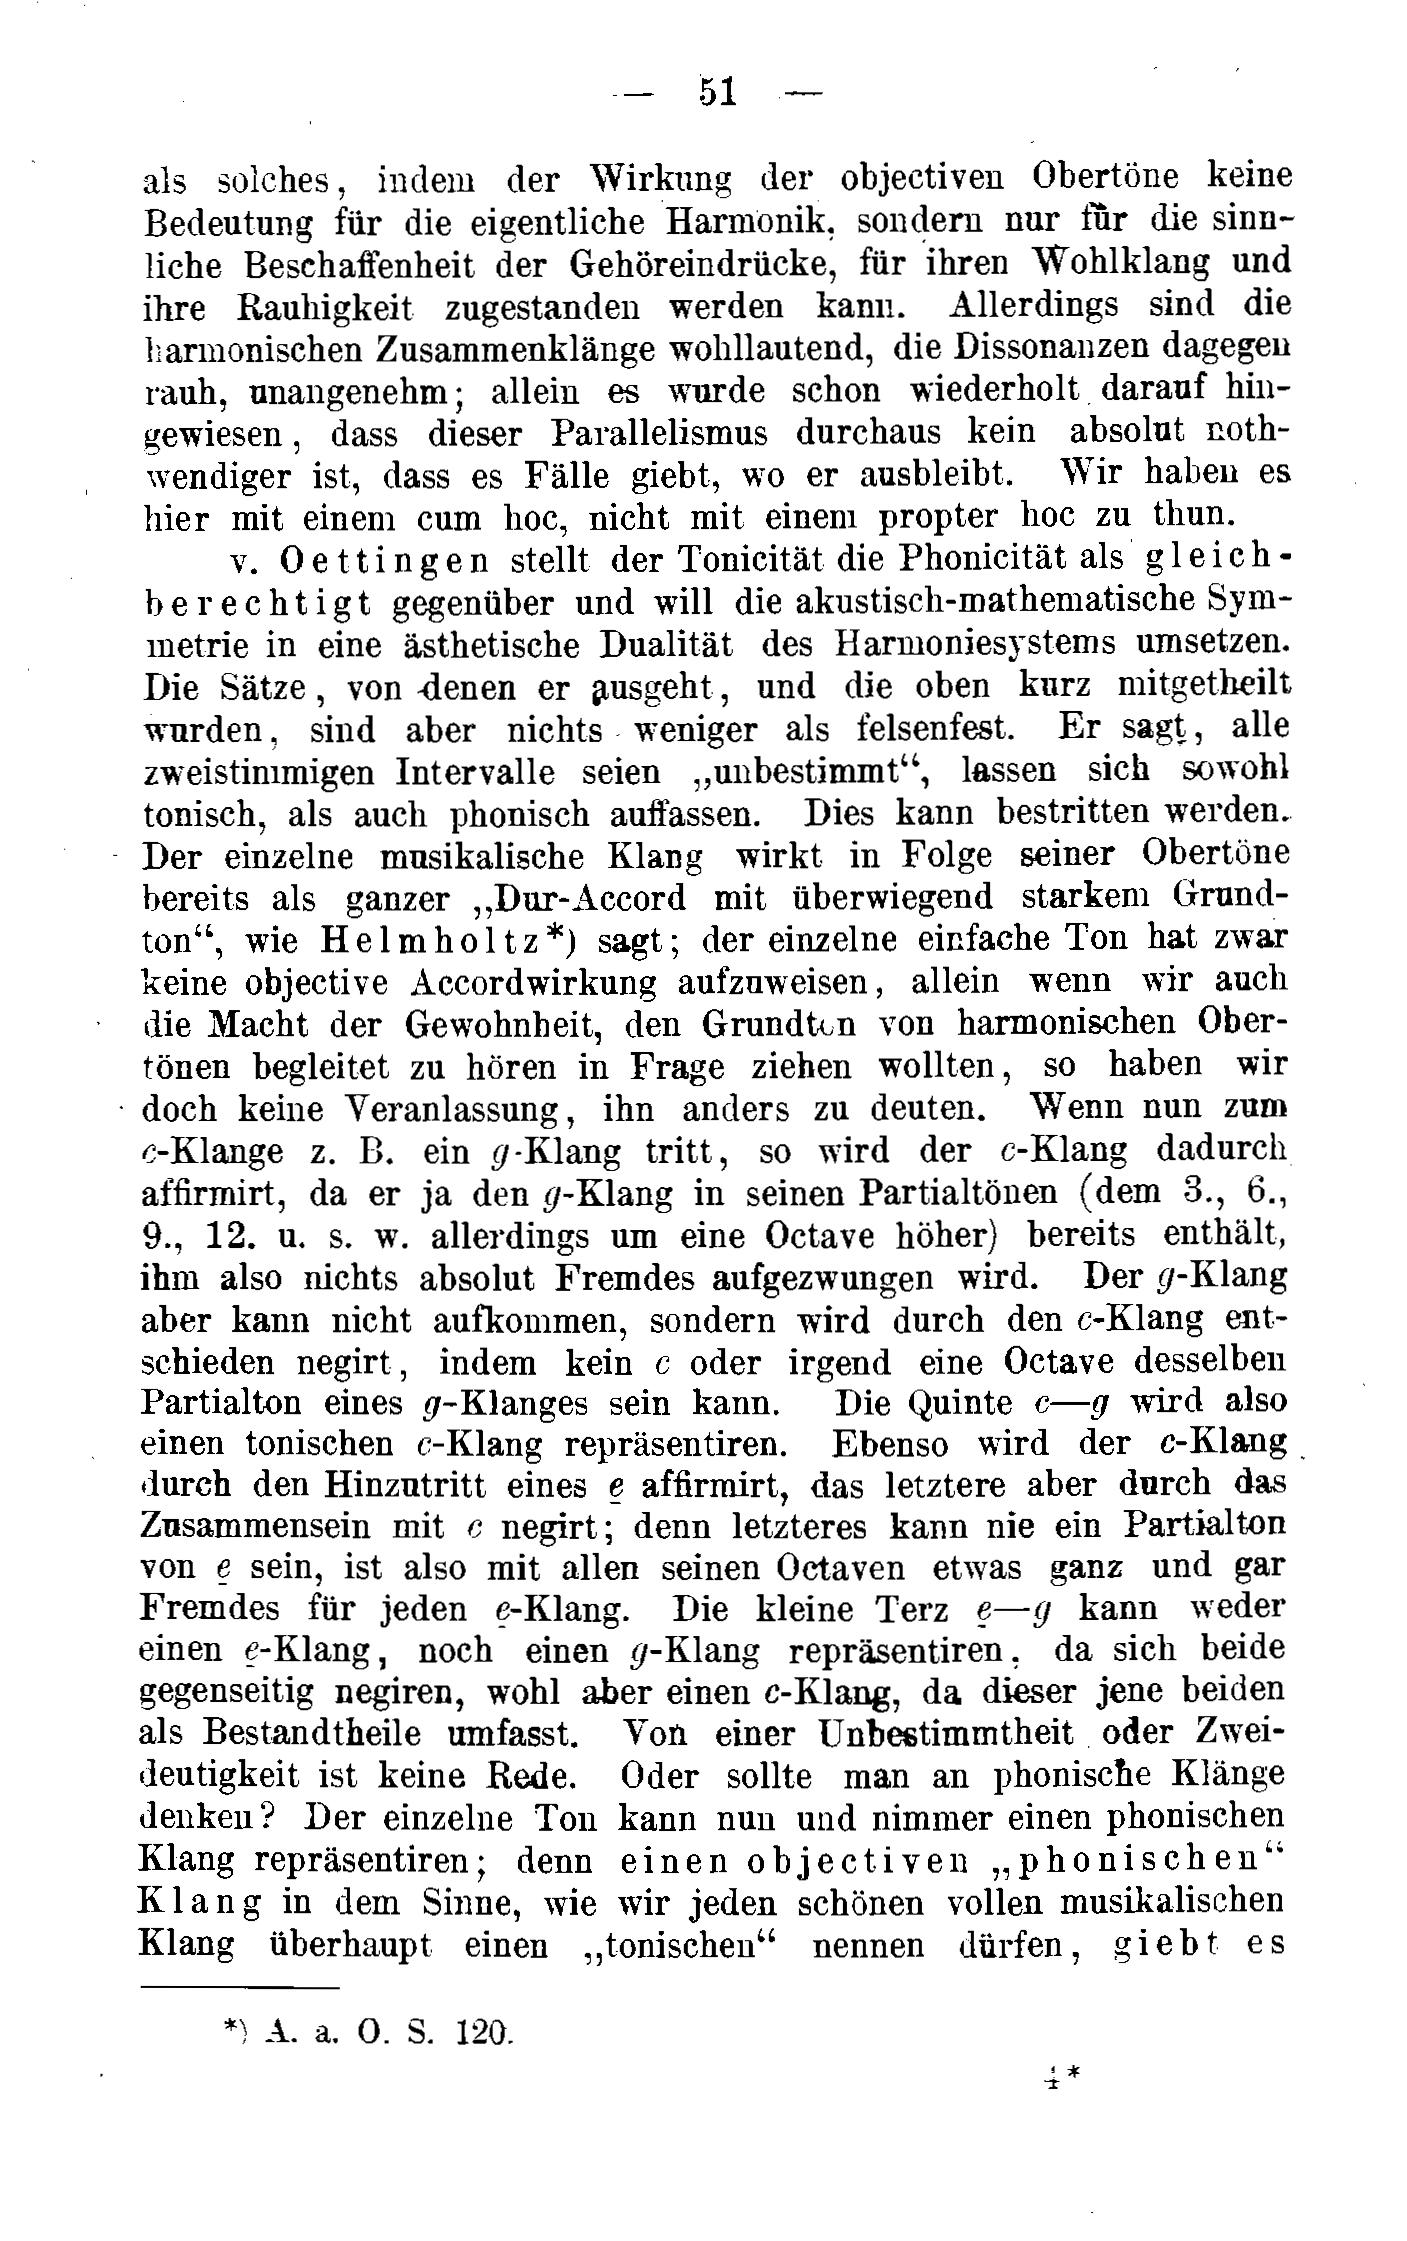 — 51 —
als solches, indem der Wirkung der objectiven Obertöne keine
Bedeutung für die eigentliche Harmonik, sondern nur für die sinn-
liche Beschaffenheit der Gehöreindrücke, für ihren Wohlklang und
ihre Rauhigkeit zugestanden werden kann. Allerdings sind die
harmonischen Zusammenklänge wohllautend, die Dissonanzen dagegen
rauh, unangenehm; allein es wurde schon wiederholt darauf hin-
gewiesen, dass dieser Parallelismus durchaus kein absolut noth-
wendiger ist, dass es Fälle giebt, wo er ausbleibt. Wir haben es
hier mit einem cum hoc, nicht mit einem propter hoc zu thun.
v. Oettingen stellt der Tonicität die Phonicität als gleich-
berechtigt gegenüber und will die akustisch-mathematische Sym-
metrie in eine ästhetische Dualität des Harmoniesystems umsetzen.
Die Sätze, von denen er ausgeht, und die oben kurz mitgetheilt
wurden, sind aber nichts weniger als felsenfest. Er sagt, alle
zweistimmigen Intervalle seien „unbestimmt“, lassen sich sowohl
tonisch, als auch phonisch auffassen. Dies kann bestritten werden.
Der einzelne musikalische Klang wirkt in Folge seiner Obertöne
bereits als ganzer „Dur-Accord mit überwiegend starkem Grund-
ton“, wie Helmholtz*) sagt; der einzelne einfache Ton hat zwar
keine objective Accordwirkung aufzuweisen, allein wenn wir auch
die Macht der Gewohnheit, den Grundton von harmonischen Ober-
tönen begleitet zu hören in Frage ziehen wollten, so haben wir
doch keine Veranlassung, ihn anders zu deuten. Wenn nun zum
c-Klange z. B. ein g-Klang tritt, so wird der c-Klang dadurch
affirmirt, da er ja den g-Klang in seinen Partialtönen (dem 3., 6.,
9., 12. u. s. w. allerdings um eine Octave höher) bereits enthält,
ihm also nichts absolut Fremdes aufgezwungen wird. Der g-Klang
aber kann nicht aufkommen, sondern wird durch den c-Klang ent-
schieden negirt, indem kein c oder irgend eine Octave desselben
Partialton eines g-Klanges sein kann. Die Quinte c—g wird also
einen tonischen c-Klang repräsentiren. Ebenso wird der c-Klang
durch den Hinzutritt eines e̱ affirmirt, das letztere aber durch das
Zusammensein mit c negirt; denn letzteres kann nie ein Partialton
von e̱ sein, ist also mit allen seinen Octaven etwas ganz und gar
Fremdes für jeden e̱-Klang. Die kleine Terz e̱—g kann weder
einen e̱-Klang, noch einen g-Klang repräsentiren, da sich beide
gegenseitig negiren, wohl aber einen c-Klang, da dieser jene beiden
als Bestandtheile umfasst. Von einer Unbestimmtheit oder Zwei-
deutigkeit ist keine Rede. Oder sollte man an phonische Klänge
denken? Der einzelne Ton kann nun und nimmer einen phonischen
Klang repräsentiren; denn einen objectiven „phonischen“
Klang in dem Sinne, wie wir jeden schönen vollen musikalischen
Klang überhaupt einen „tonischen“ nennen dürfen, giebt es
*) A. a. O. S. 120.
4*